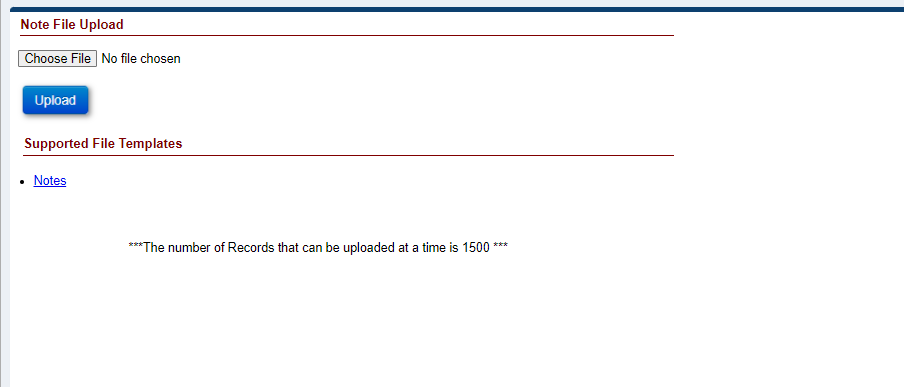 Note File Upload
Choose File No file chosen
Upload
Supported File Templates
Notes
***The number of Records that can be uploaded at a time is 1500 ***